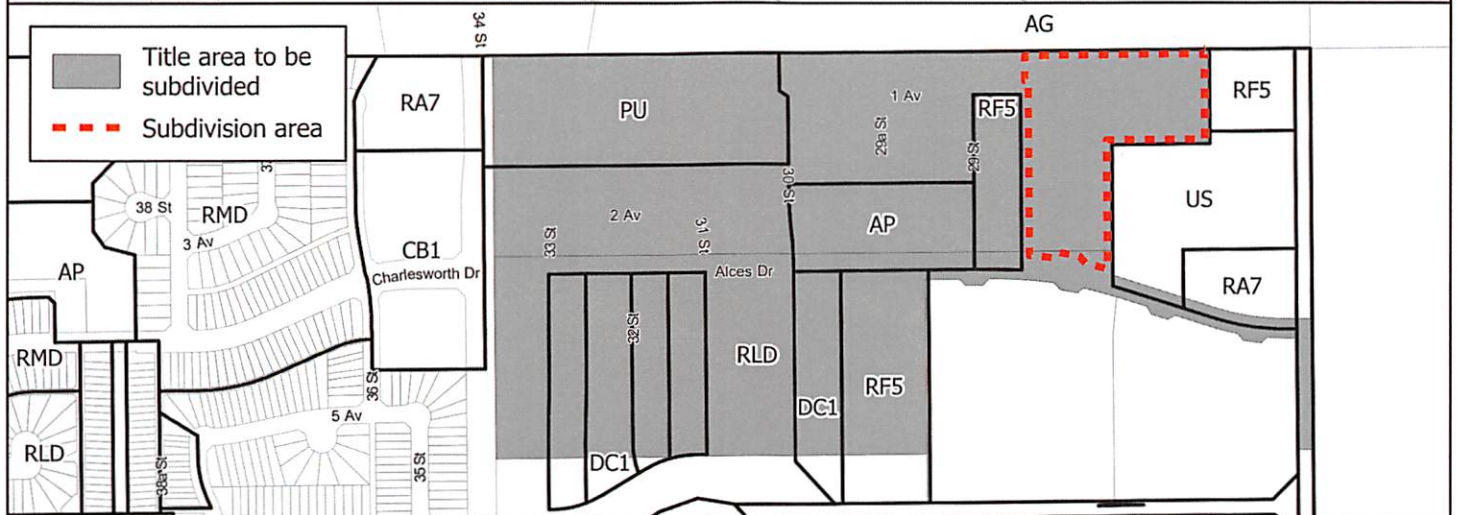 AG
34 St
Title area to be
subdivided
Subdivision area
RA7
PU
1 Av
29a St
RF5
29 St
RF5
30 St
38 St
RMD
3 Av
CB1
Charlesworth Dr
2 Av
33 St
31 St
Alces Dr
AP
US
RA7
AP
RMD
RLD
38a St
36 St
5 Av
35 St
32 St
DC1
RLD
DC1
RF5